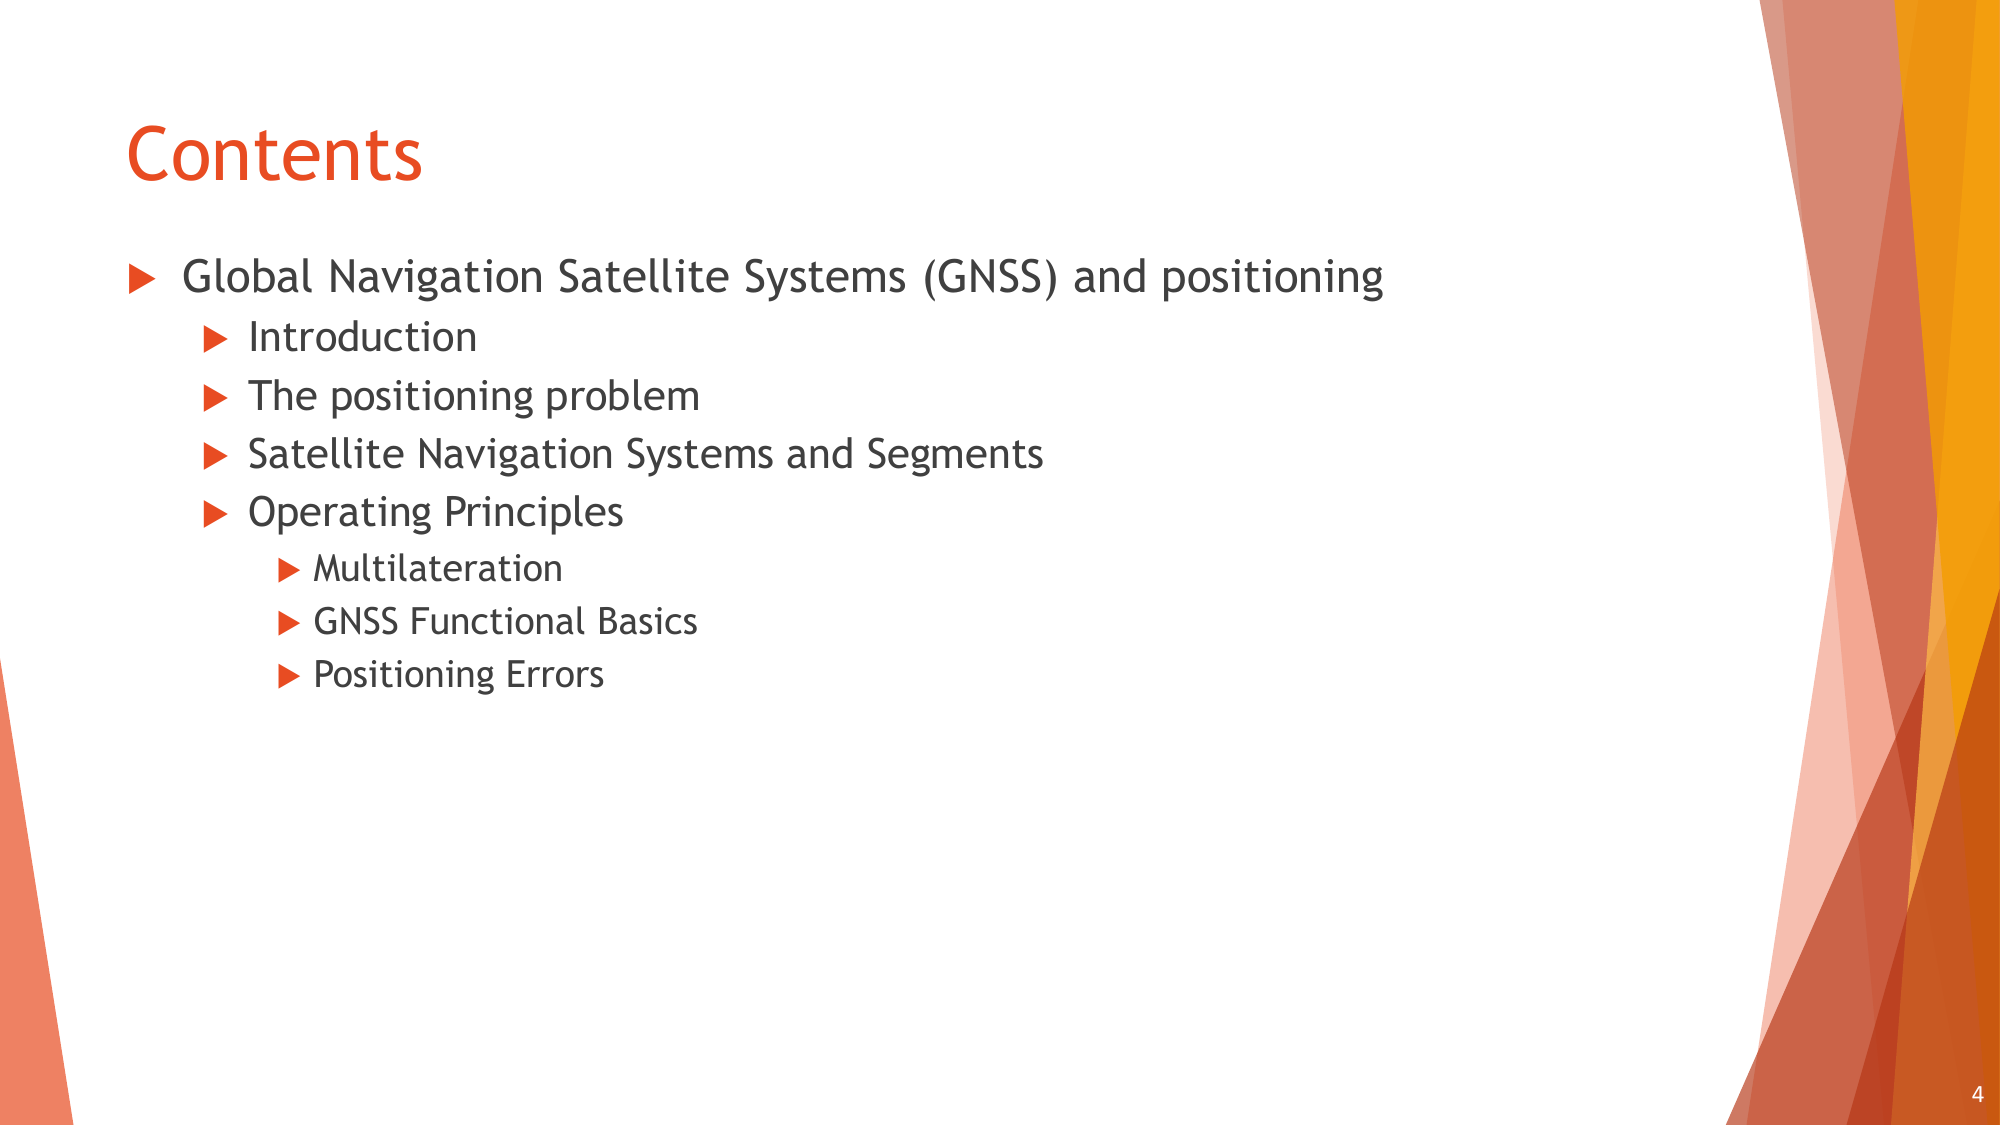 Contents
Global Navigation Satellite Systems (GNSS) and positioning
Introduction
The positioning problem
Satellite Navigation Systems and Segments
Operating Principles
Multilateration
GNSS Functional Basics
Positioning Errors
4